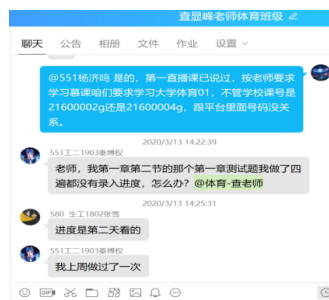 查显峰老师体育班级
聊天 公告 相册 文件 作业 设置
@551杨济鸣 是的，第一直播课已说过，按老师要求
学习慕课咱们要求学习大学体育01，不管学校课号是
21600002g还是21600004g，跟平台里面号码没关
系。
2020/3/13 14:22:39
551工二1903秦博权
老师，我第一章第二节的那个第一章测试题我做了四
遍都没有录入进度，怎么办？@体育-查老师
2020/3/13 14:25:31
580 生工1802张雪
进度是第二天看的
551工二1903秦博权
我上周做过了一次
GIF